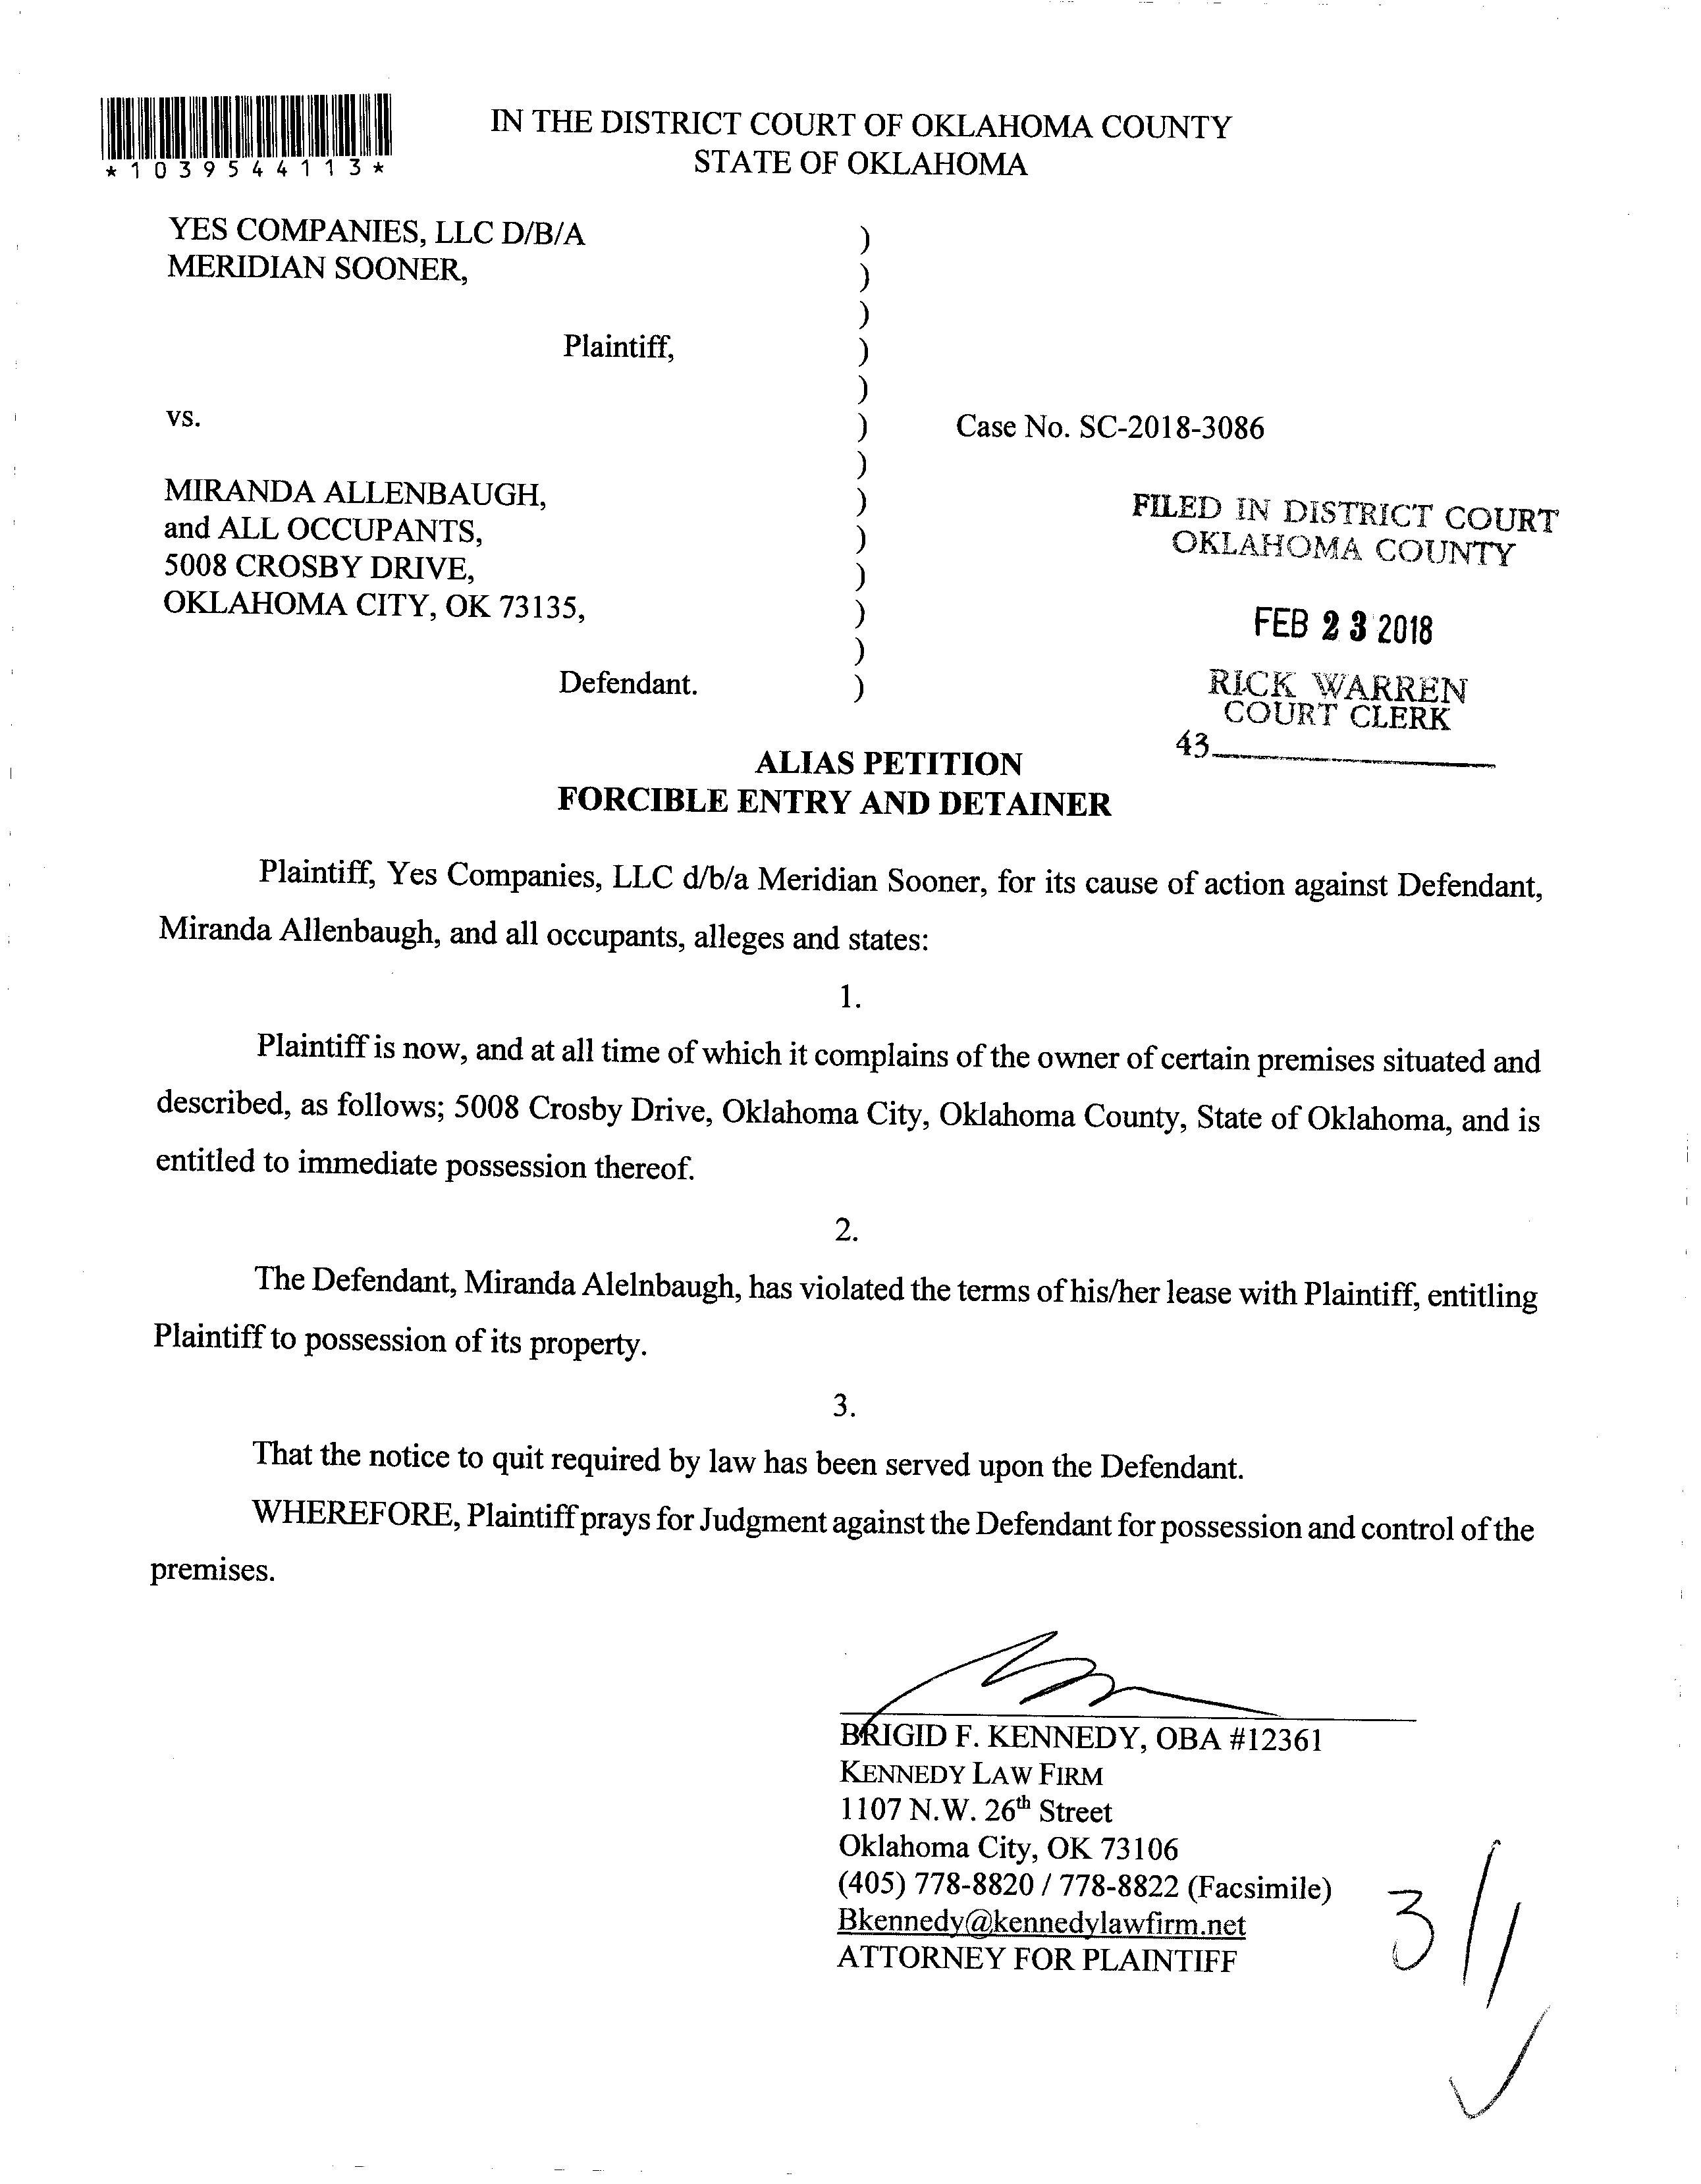 IN THE DISTRICT COURT OF OKLAHOMA COUNTY
STATE OF OKLAHOMA
*1039544113*
YES COMPANIES, LLC D/B/A )
MERIDIAN SOONER, )
)
Plaintiff, )
)
vs. ) Case No. SC-2018-3086
)
MIRANDA ALLENBAUGH, )
and ALL OCCUPANTS, )
5008 CROSBY DRIVE, )
OKLAHOMA CITY, OK 73135, )
)
Defendant. )
FILED IN DISTRICT COURT
OKLAHOMA COUNTY
FEB 23 2018
RICK WARREN
COURT CLERK
43
ALIAS PETITION
FORCIBLE ENTRY AND DETAINER
Plaintiff, Yes Companies, LLC d/b/a Meridian Sooner, for its cause of action against Defendant,
Miranda Allenbaugh, and all occupants, alleges and states:
1.
Plaintiff is now, and at all time of which it complains of the owner of certain premises situated and
described, as follows; 5008 Crosby Drive, Oklahoma City, Oklahoma County, State of Oklahoma, and is
entitled to immediate possession thereof.
2.
The Defendant, Miranda Alelnbaugh, has violated the terms of his/her lease with Plaintiff, entitling
Plaintiff to possession of its property.
3.
That the notice to quit required by law has been served upon the Defendant.
WHEREFORE, Plaintiff prays for Judgment against the Defendant for possession and control of the
premises.
BRIGID F. KENNEDY, OBA #12361
KENNEDY LAW FIRM
1107 N.W. 26th Street
Oklahoma City, OK 73106
(405) 778-8820 / 778-8822 (Facsimile)
Bkennedy@kennedylawfirm.net
ATTORNEY FOR PLAINTIFF
3/1